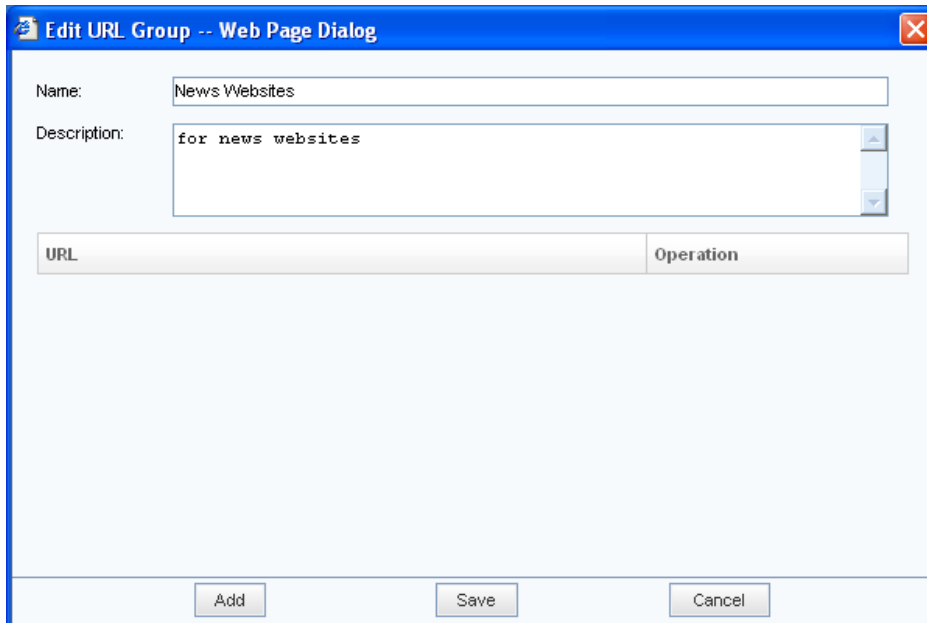 Edit URL Group -- Web Page Dialog
Name: News Websites
Description: for news websites
URL Operation
Add Save Cancel